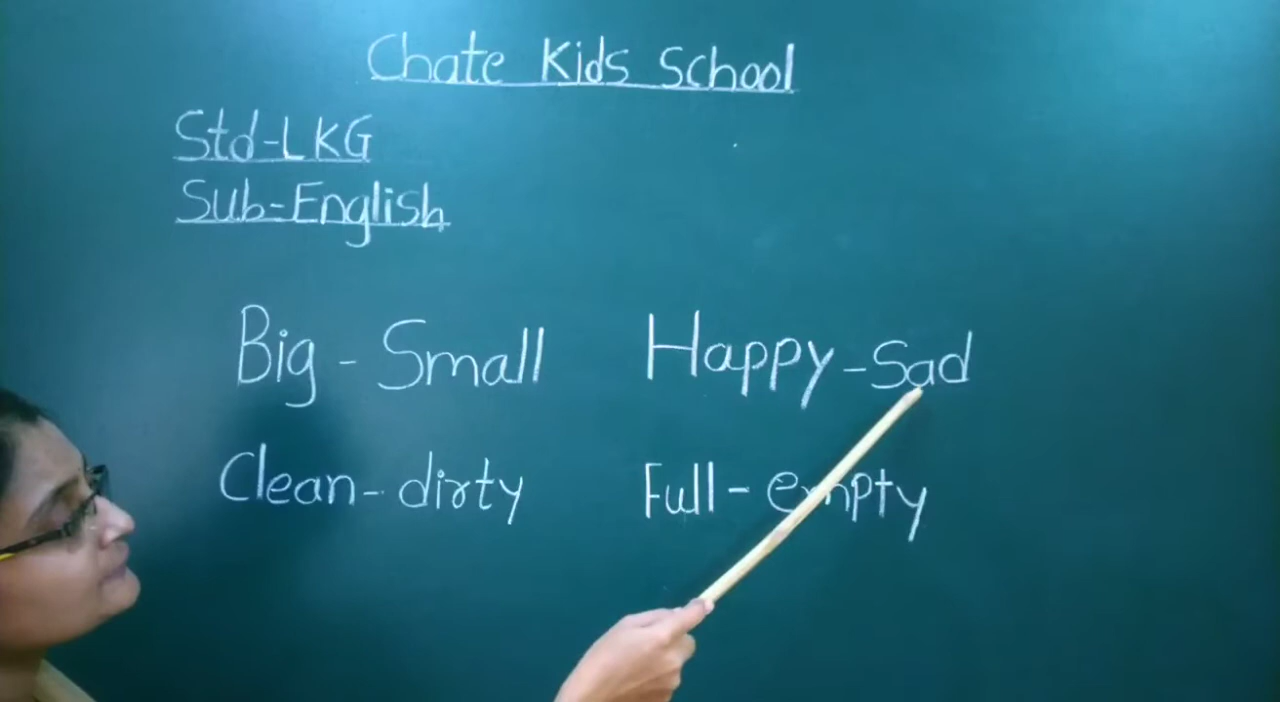 Chate Kids School
Std-LKG
Sub-English
Big - Small Happy - Sad
Clean - dirty Full - empty